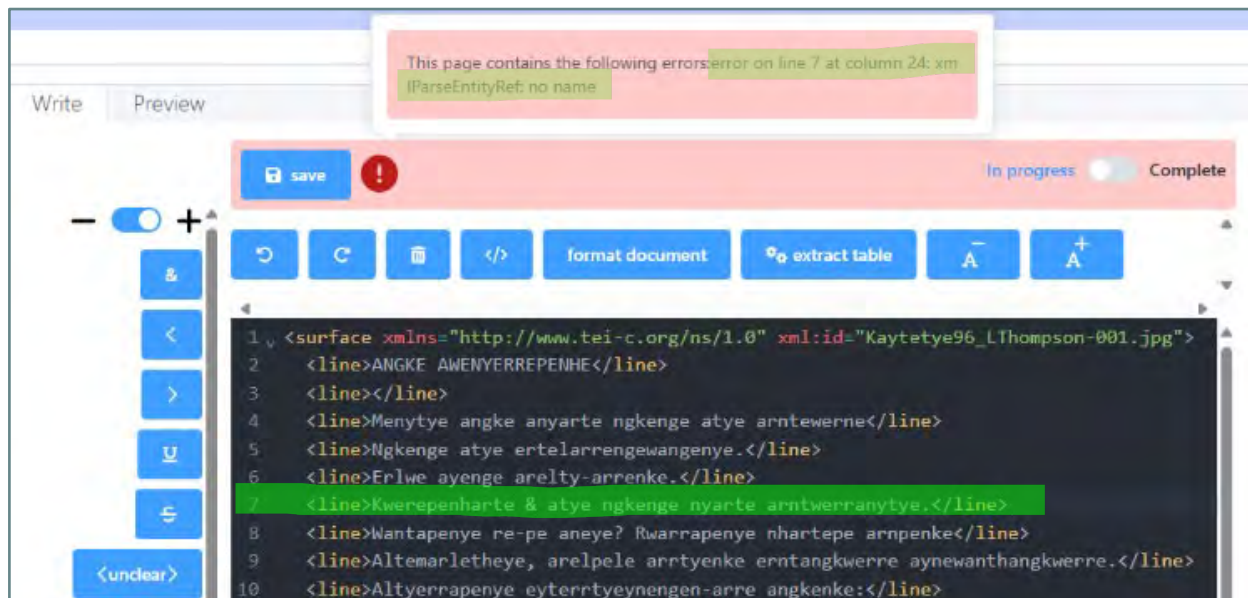 This page contains the following errors:error on line 7 at column 24: xm
lParseEntityRef: no name
Write Preview
save ! In progress Complete
− +
& format document extract table A− A+
<
>
U
S
<unclear>
</>
1 <surface xmlns="http://www.tei-c.org/ns/1.0" xml:id="Kaytetye96_LThompson-001.jpg">
2 <line>ANGKE AWENYERREPENHE</line>
3 <line></line>
4 <line>Menytye angke anyarte ngkenge atye arntewerne</line>
5 <line>Ngkenge atye ertelarrengewangenye.</line>
6 <line>Erlwe ayenge arelty-arrenke.</line>
7 <line>Kwerepenharte & atye ngkenge nyarte arntwerranytye.</line>
8 <line>Wantapenye re-pe aneye? Rwarrapenye nhartepe arnpenke</line>
9 <line>Altemarletheye, arelpele arrtyenke erntangkwerre aynewanthangkwerre.</line>
10 <line>Altyerrapenye eyterrtyeynengen-arre angkenke:</line>